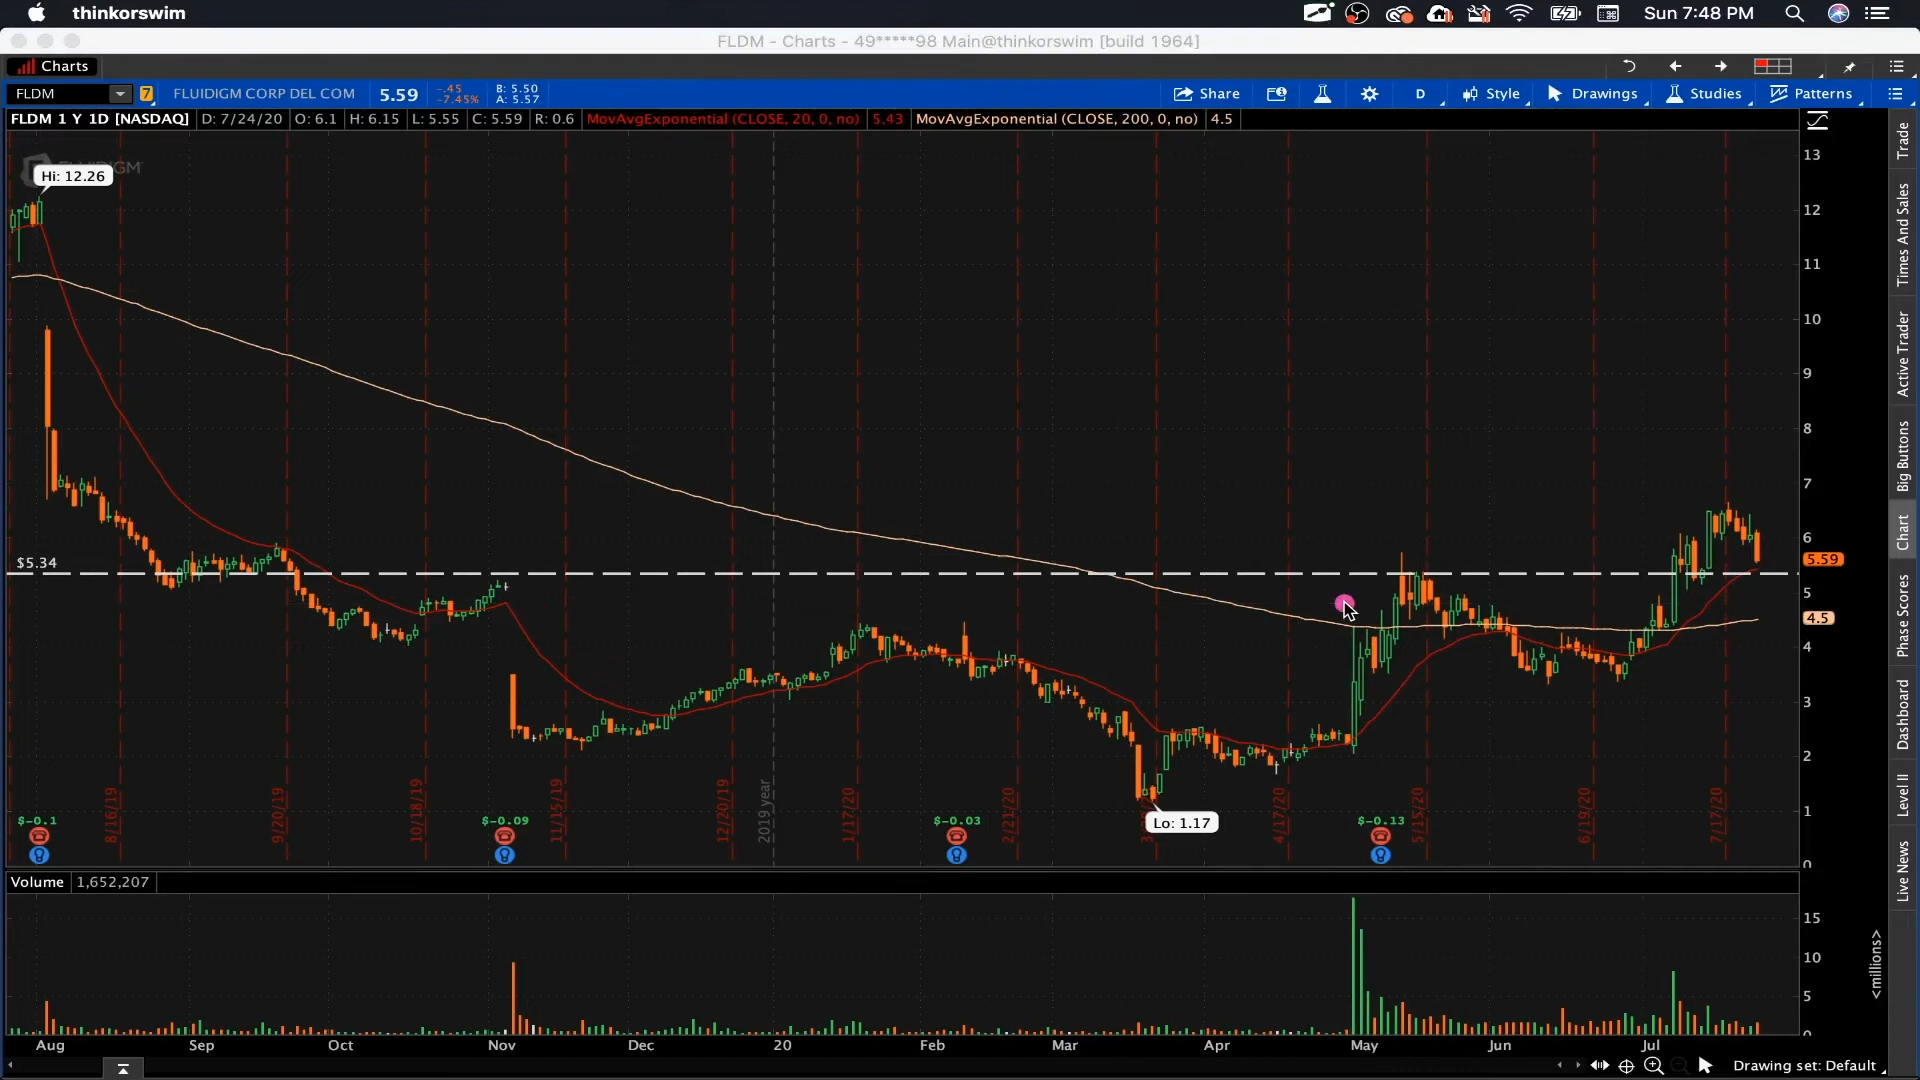 thinkorswim
Sun 7:48 PM
FLDM - Charts - 49*****98 Main@thinkorswim [build 1964]
Charts
FLDM 7 FLUIDIGM CORP DEL COM 5.59 -.45 -7.45% B: 5.50 A: 5.57 Share D Style Drawings Studies Patterns
FLDM 1 Y 1D [NASDAQ] D: 7/24/20 O: 6.1 H: 6.15 L: 5.55 C: 5.59 R: 0.6 MovAvgExponential (CLOSE, 20, 0, no) 5.43 MovAvgExponential (CLOSE, 200, 0, no) 4.5
Hi: 12.26
$5.34
13
12
11
10
9
8
7
6
5.59
5
4.5
4
3
2
1
0
Lo: 1.17
8/16/19
9/20/19
10/18/19
11/15/19
12/20/19
2019 year
1/17/20
2/21/20
4/17/20
5/15/20
6/19/20
7/17/20
$-0.1 $-0.09 $-0.03 $-0.13
Volume 1,652,207
15
10
5
0
<millions>
Aug Sep Oct Nov Dec 20 Feb Mar Apr May Jun Jul
Drawing set: Default
Trade
Times And Sales
Active Trader
Big Buttons
Chart
Phase Scores
Dashboard
Level II
Live News